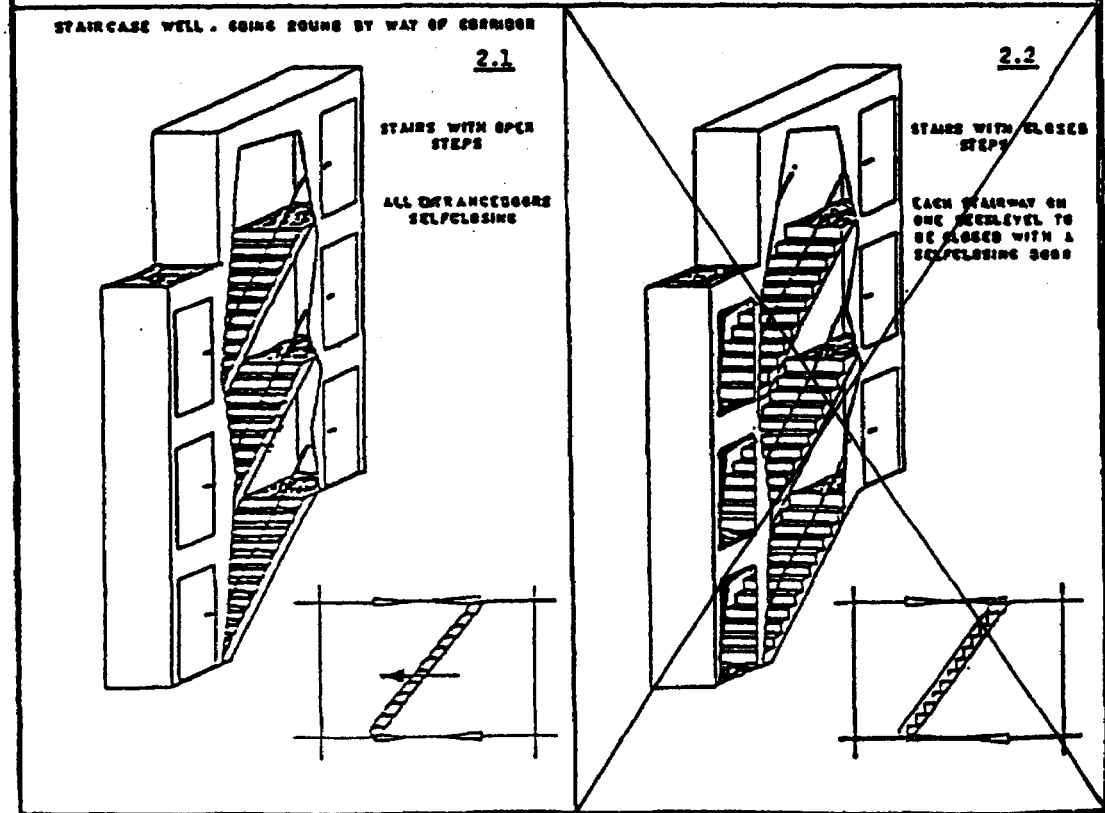 STAIRCASE WELL. GOING ROUND BY WAY OF CORRIDOR
2.1
STAIRS WITH OPEN
STEPS
ALL ENTRANCEDOORS
SELFCLOSING
2.2
STAIRS WITH CLOSED
STEPS
EACH STAIRWAY ON
ONE DECKLEVEL TO
BE CLOSED WITH A
SELFCLOSING DOOR